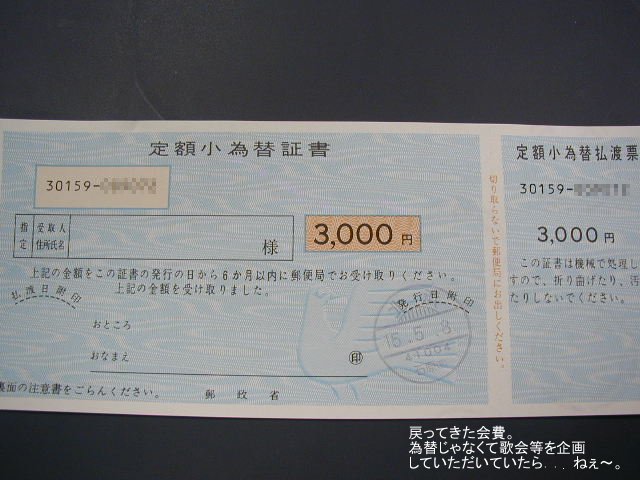 定額小為替証書
30159-
指定
受取人
住所氏名
様
3,000円
上記の金額をこの証書の発行の日から6か月以内に郵便局でお受け取りください。
上記の金額を受け取りました。
払渡日附印
発行日附印
おところ
おなまえ
印
裏面の注意書をごらんください。
郵政省
切り取らないで郵便局にお出しください。
定額小為替払渡票
30159-
3,000円
この証書は機械で処理し
すので、折り曲げたり、汚
たりしないでください。
戻ってきた会費。
為替じゃなくて歌会等を企画
していただいていたら...ねぇ~。